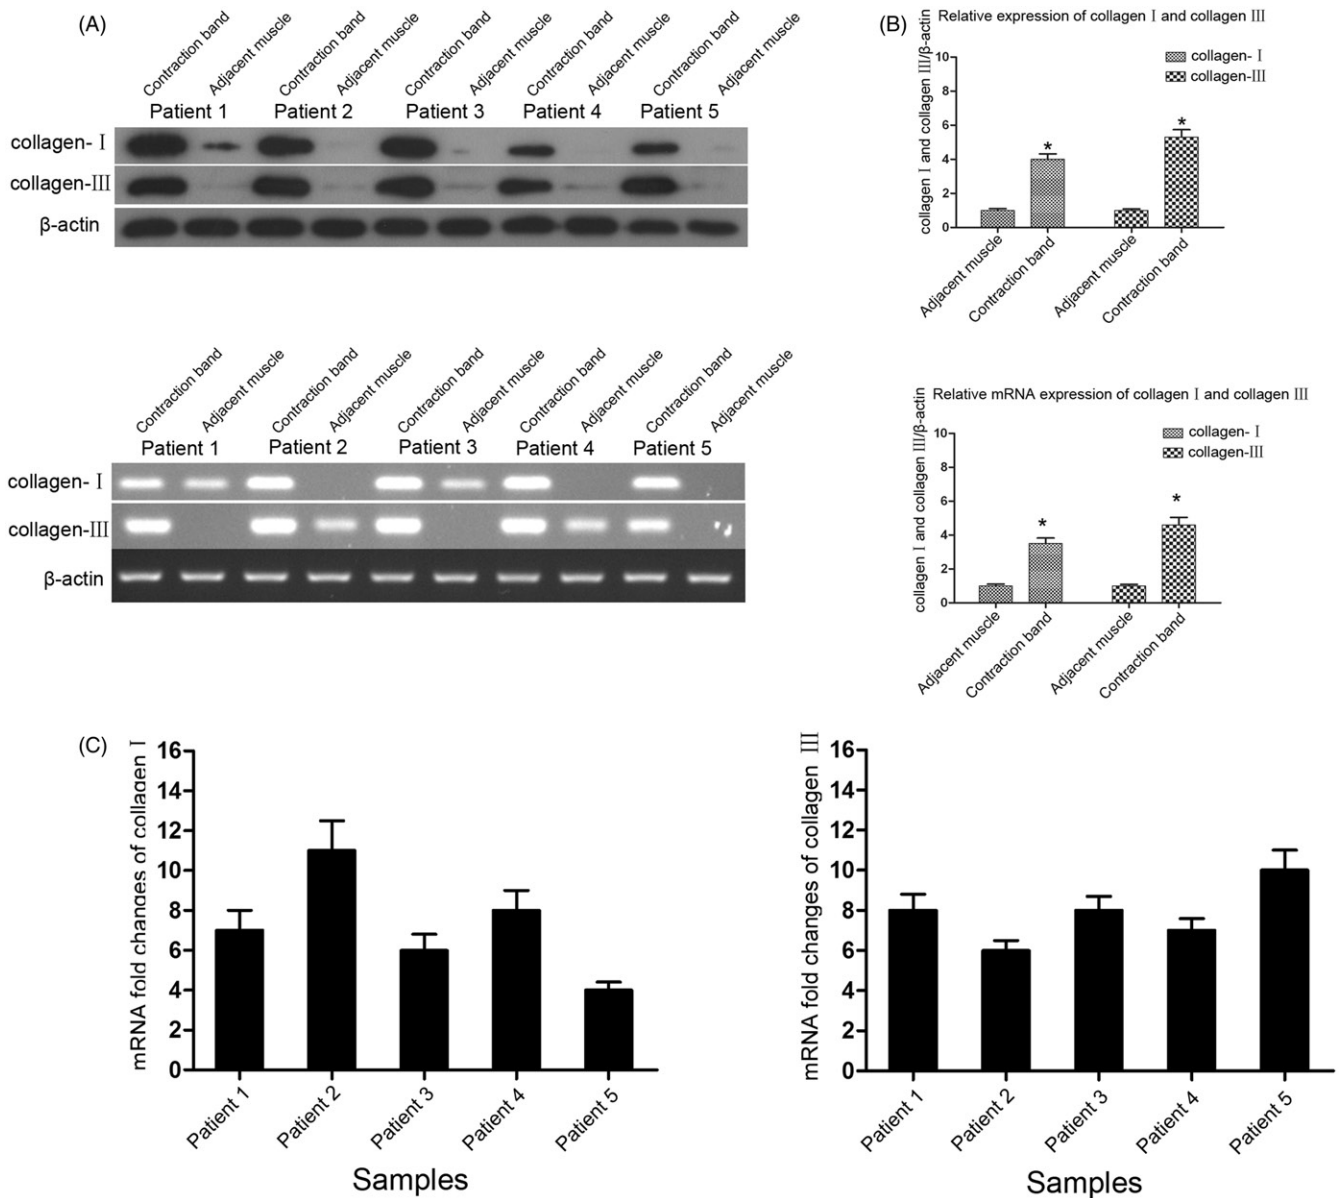 (A)
Contraction band Adjacent muscle Contraction band Adjacent muscle Contraction band Adjacent muscle Contraction band Adjacent muscle Contraction band Adjacent muscle
Patient 1 Patient 2 Patient 3 Patient 4 Patient 5
collagen-Ⅰ
collagen-Ⅲ
β-actin
Contraction band Adjacent muscle Contraction band Adjacent muscle Contraction band Adjacent muscle Contraction band Adjacent muscle Contraction band Adjacent muscle
Patient 1 Patient 2 Patient 3 Patient 4 Patient 5
collagen-Ⅰ
collagen-Ⅲ
β-actin
(B)
Relative expression of collagen Ⅰ and collagen Ⅲ
collagen-Ⅰ
collagen-Ⅲ
collagen Ⅰ and collagen Ⅲ/β-actin
10
8
6
4
2
0
* *
Adjacent muscle Contraction band Adjacent muscle Contraction band
Relative mRNA expression of collagen Ⅰ and collagen Ⅲ
collagen-Ⅰ
collagen-Ⅲ
collagen Ⅰ and collagen Ⅲ/β-actin
10
8
6
4
2
0
* *
Adjacent muscle Contraction band Adjacent muscle Contraction band
(C)
mRNA fold changes of collagen Ⅰ
16
14
12
10
8
6
4
2
0
Patient 1 Patient 2 Patient 3 Patient 4 Patient 5
Samples
mRNA fold changes of collagen Ⅲ
16
14
12
10
8
6
4
2
0
Patient 1 Patient 2 Patient 3 Patient 4 Patient 5
Samples